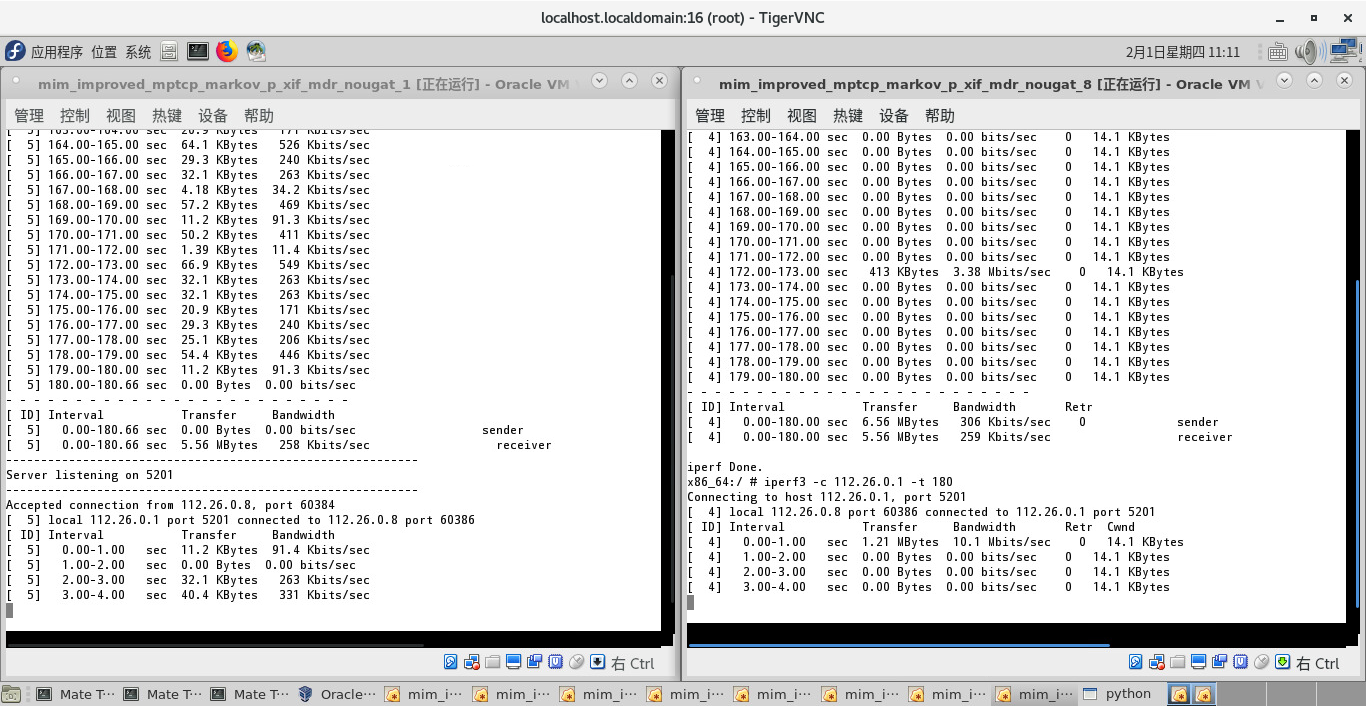 localhost.localdomain:16 (root) - TigerVNC
应用程序 位置 系统
2月1日星期四 11:11
mim_improved_mptcp_markov_p_xif_mdr_nougat_1 [正在运行] - Oracle VM
管理 控制 视图 热键 设备 帮助
[  5] 163.00-164.00 sec  20.9 KBytes   171 Kbits/sec
[  5] 164.00-165.00 sec  64.1 KBytes   526 Kbits/sec
[  5] 165.00-166.00 sec  29.3 KBytes   240 Kbits/sec
[  5] 166.00-167.00 sec  32.1 KBytes   263 Kbits/sec
[  5] 167.00-168.00 sec  4.18 KBytes  34.2 Kbits/sec
[  5] 168.00-169.00 sec  57.2 KBytes   469 Kbits/sec
[  5] 169.00-170.00 sec  11.2 KBytes  91.3 Kbits/sec
[  5] 170.00-171.00 sec  50.2 KBytes   411 Kbits/sec
[  5] 171.00-172.00 sec  1.39 KBytes  11.4 Kbits/sec
[  5] 172.00-173.00 sec  66.9 KBytes   549 Kbits/sec
[  5] 173.00-174.00 sec  32.1 KBytes   263 Kbits/sec
[  5] 174.00-175.00 sec  32.1 KBytes   263 Kbits/sec
[  5] 175.00-176.00 sec  20.9 KBytes   171 Kbits/sec
[  5] 176.00-177.00 sec  29.3 KBytes   240 Kbits/sec
[  5] 177.00-178.00 sec  25.1 KBytes   206 Kbits/sec
[  5] 178.00-179.00 sec  54.4 KBytes   446 Kbits/sec
[  5] 179.00-180.00 sec  11.2 KBytes  91.3 Kbits/sec
[  5] 180.00-180.66 sec  0.00 Bytes  0.00 bits/sec
- - - - - - - - - - - - - - - - - - - - - - - - -
[ ID] Interval           Transfer     Bandwidth
[  5]   0.00-180.66 sec  0.00 Bytes  0.00 bits/sec                  sender
[  5]   0.00-180.66 sec  5.56 MBytes   258 Kbits/sec                  receiver
-----------------------------------------------------------
Server listening on 5201
-----------------------------------------------------------
Accepted connection from 112.26.0.8, port 60384
[  5] local 112.26.0.1 port 5201 connected to 112.26.0.8 port 60386
[ ID] Interval           Transfer     Bandwidth
[  5]   0.00-1.00   sec  11.2 KBytes  91.4 Kbits/sec
[  5]   1.00-2.00   sec  0.00 Bytes  0.00 bits/sec
[  5]   2.00-3.00   sec  32.1 KBytes   263 Kbits/sec
[  5]   3.00-4.00   sec  40.4 KBytes   331 Kbits/sec
右 Ctrl
mim_improved_mptcp_markov_p_xif_mdr_nougat_8 [正在运行] - Oracle VM
管理 控制 视图 热键 设备 帮助
[  4] 163.00-164.00 sec  0.00 Bytes  0.00 bits/sec    0   14.1 KBytes
[  4] 164.00-165.00 sec  0.00 Bytes  0.00 bits/sec    0   14.1 KBytes
[  4] 165.00-166.00 sec  0.00 Bytes  0.00 bits/sec    0   14.1 KBytes
[  4] 166.00-167.00 sec  0.00 Bytes  0.00 bits/sec    0   14.1 KBytes
[  4] 167.00-168.00 sec  0.00 Bytes  0.00 bits/sec    0   14.1 KBytes
[  4] 168.00-169.00 sec  0.00 Bytes  0.00 bits/sec    0   14.1 KBytes
[  4] 169.00-170.00 sec  0.00 Bytes  0.00 bits/sec    0   14.1 KBytes
[  4] 170.00-171.00 sec  0.00 Bytes  0.00 bits/sec    0   14.1 KBytes
[  4] 171.00-172.00 sec  0.00 Bytes  0.00 bits/sec    0   14.1 KBytes
[  4] 172.00-173.00 sec   413 KBytes  3.38 Mbits/sec    0   14.1 KBytes
[  4] 173.00-174.00 sec  0.00 Bytes  0.00 bits/sec    0   14.1 KBytes
[  4] 174.00-175.00 sec  0.00 Bytes  0.00 bits/sec    0   14.1 KBytes
[  4] 175.00-176.00 sec  0.00 Bytes  0.00 bits/sec    0   14.1 KBytes
[  4] 176.00-177.00 sec  0.00 Bytes  0.00 bits/sec    0   14.1 KBytes
[  4] 177.00-178.00 sec  0.00 Bytes  0.00 bits/sec    0   14.1 KBytes
[  4] 178.00-179.00 sec  0.00 Bytes  0.00 bits/sec    0   14.1 KBytes
[  4] 179.00-180.00 sec  0.00 Bytes  0.00 bits/sec    0   14.1 KBytes
- - - - - - - - - - - - - - - - - - - - - - - - -
[ ID] Interval           Transfer     Bandwidth       Retr
[  4]   0.00-180.00 sec  6.56 MBytes   306 Kbits/sec    0             sender
[  4]   0.00-180.00 sec  5.56 MBytes   259 Kbits/sec                  receiver
iperf Done.
x86_64:/ # iperf3 -c 112.26.0.1 -t 180
Connecting to host 112.26.0.1, port 5201
[  4] local 112.26.0.8 port 60386 connected to 112.26.0.1 port 5201
[ ID] Interval           Transfer     Bandwidth       Retr  Cwnd
[  4]   0.00-1.00   sec  1.21 MBytes  10.1 Mbits/sec    0   14.1 KBytes
[  4]   1.00-2.00   sec  0.00 Bytes  0.00 bits/sec    0   14.1 KBytes
[  4]   2.00-3.00   sec  0.00 Bytes  0.00 bits/sec    0   14.1 KBytes
[  4]   3.00-4.00   sec  0.00 Bytes  0.00 bits/sec    0   14.1 KBytes
右 Ctrl
Mate T… Mate T… Mate T… Oracle… mim_i… mim_i… mim_i… mim_i… mim_i… mim_i… mim_i… mim_i… python